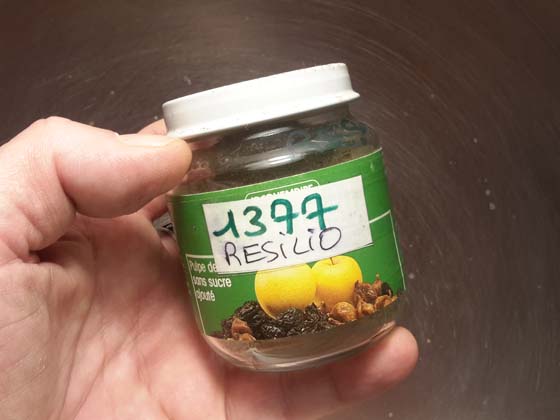 1377
RESILIO
Pulpe de
sans sucre
ajouté